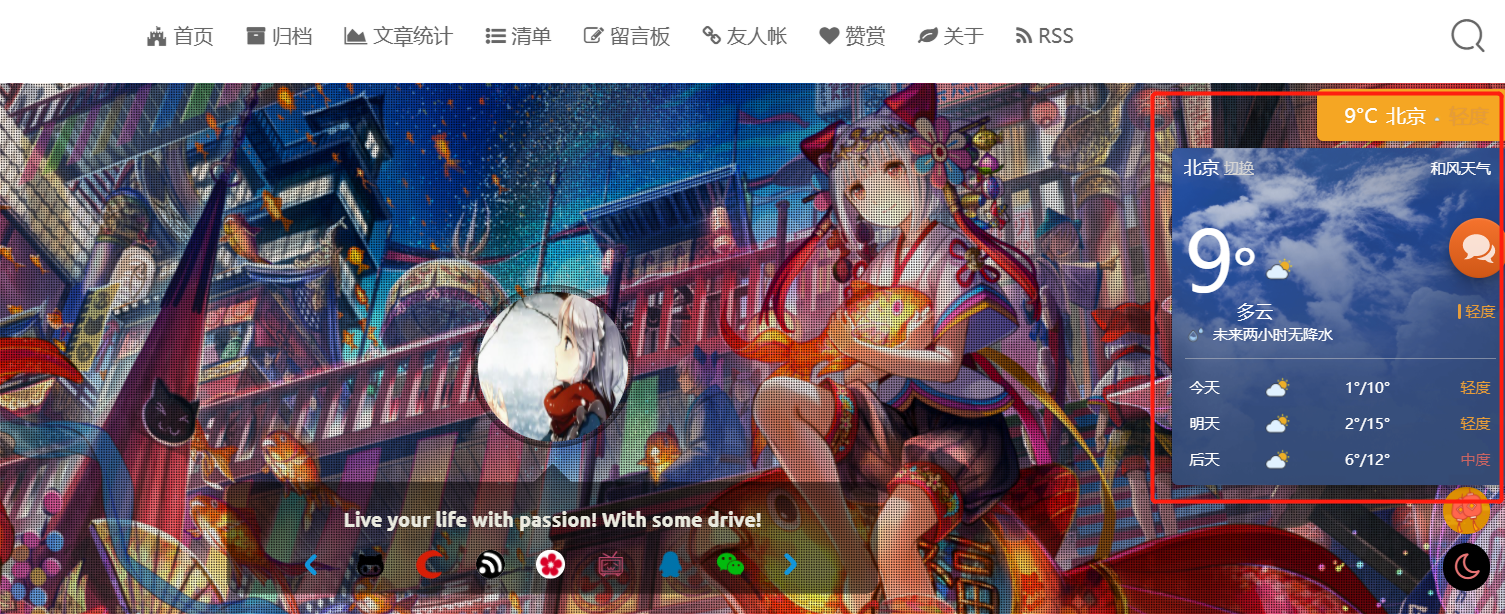 首页 归档 文章统计 清单 留言板 友人帐 赞赏 关于 RSS
9°C 北京 · 轻度
北京 切换 和风天气
9°
多云 轻度
未来两小时无降水
今天 1°/10° 轻度
明天 2°/15° 轻度
后天 6°/12° 中度
Live your life with passion! With some drive!